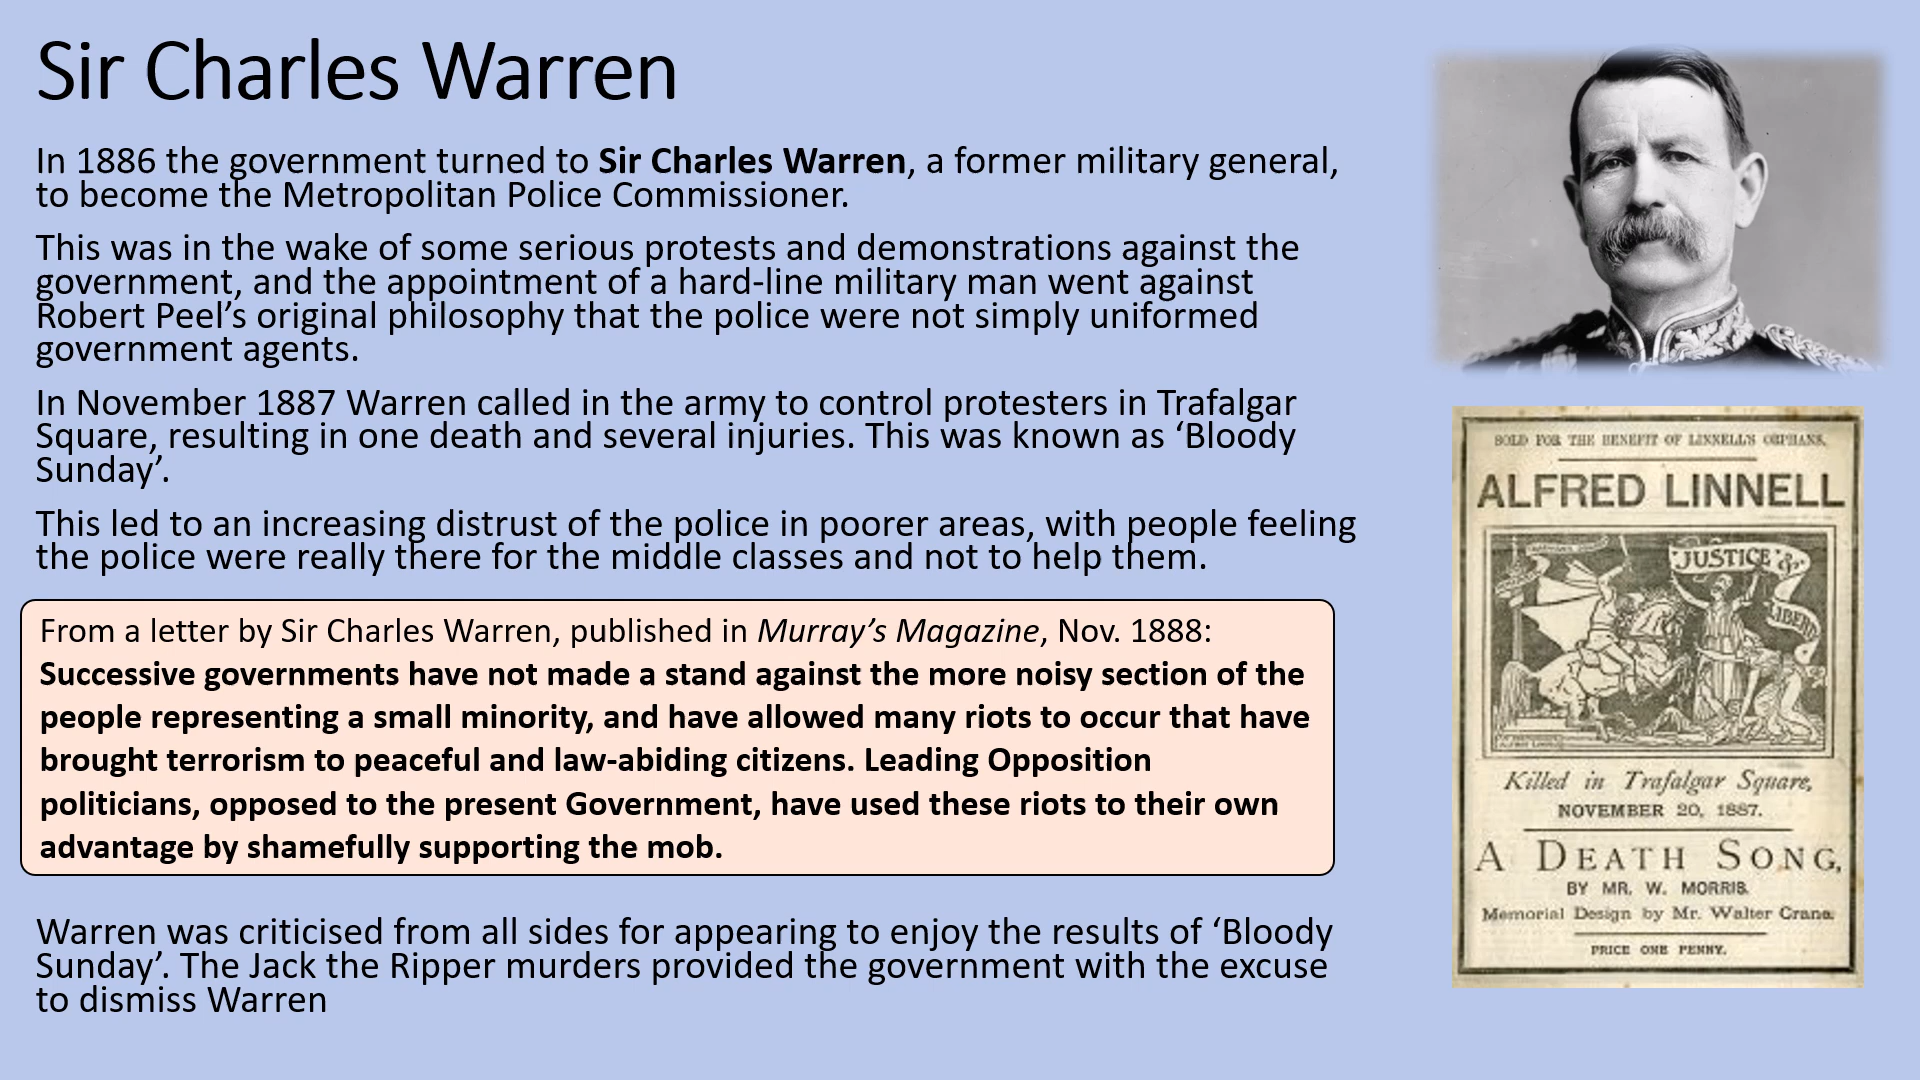 Sir Charles Warren
In 1886 the government turned to Sir Charles Warren, a former military general,
to become the Metropolitan Police Commissioner.
This was in the wake of some serious protests and demonstrations against the
government, and the appointment of a hard-line military man went against
Robert Peel’s original philosophy that the police were not simply uniformed
government agents.
In November 1887 Warren called in the army to control protesters in Trafalgar
Square, resulting in one death and several injuries. This was known as ‘Bloody
Sunday’.
This led to an increasing distrust of the police in poorer areas, with people feeling
the police were really there for the middle classes and not to help them.
From a letter by Sir Charles Warren, published in Murray’s Magazine, Nov. 1888:
Successive governments have not made a stand against the more noisy section of the
people representing a small minority, and have allowed many riots to occur that have
brought terrorism to peaceful and law-abiding citizens. Leading Opposition
politicians, opposed to the present Government, have used these riots to their own
advantage by shamefully supporting the mob.
Warren was criticised from all sides for appearing to enjoy the results of ‘Bloody
Sunday’. The Jack the Ripper murders provided the government with the excuse
to dismiss Warren
SOLD FOR THE BENEFIT OF LINNELL'S ORPHANS.
ALFRED LINNELL
JUSTICE &
Killed in Trafalgar Square,
NOVEMBER 20, 1887.
A DEATH SONG,
BY MR. W. MORRIS.
Memorial Design by Mr. Walter Crane.
PRICE ONE PENNY.